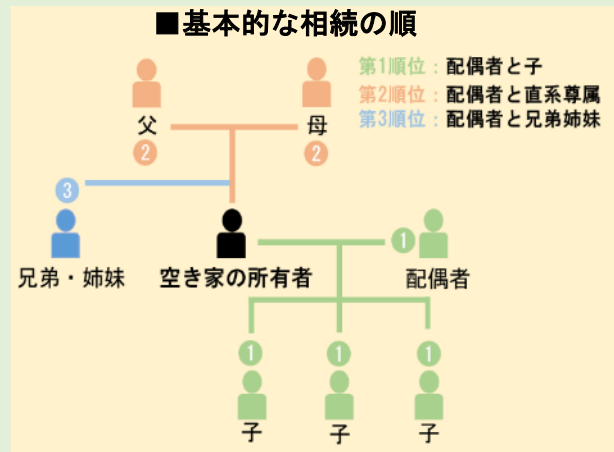 ■基本的な相続の順
第1順位：配偶者と子
第2順位：配偶者と直系尊属
第3順位：配偶者と兄弟姉妹
父
母
2
2
3
1
兄弟・姉妹
空き家の所有者
配偶者
1
1
1
子
子
子